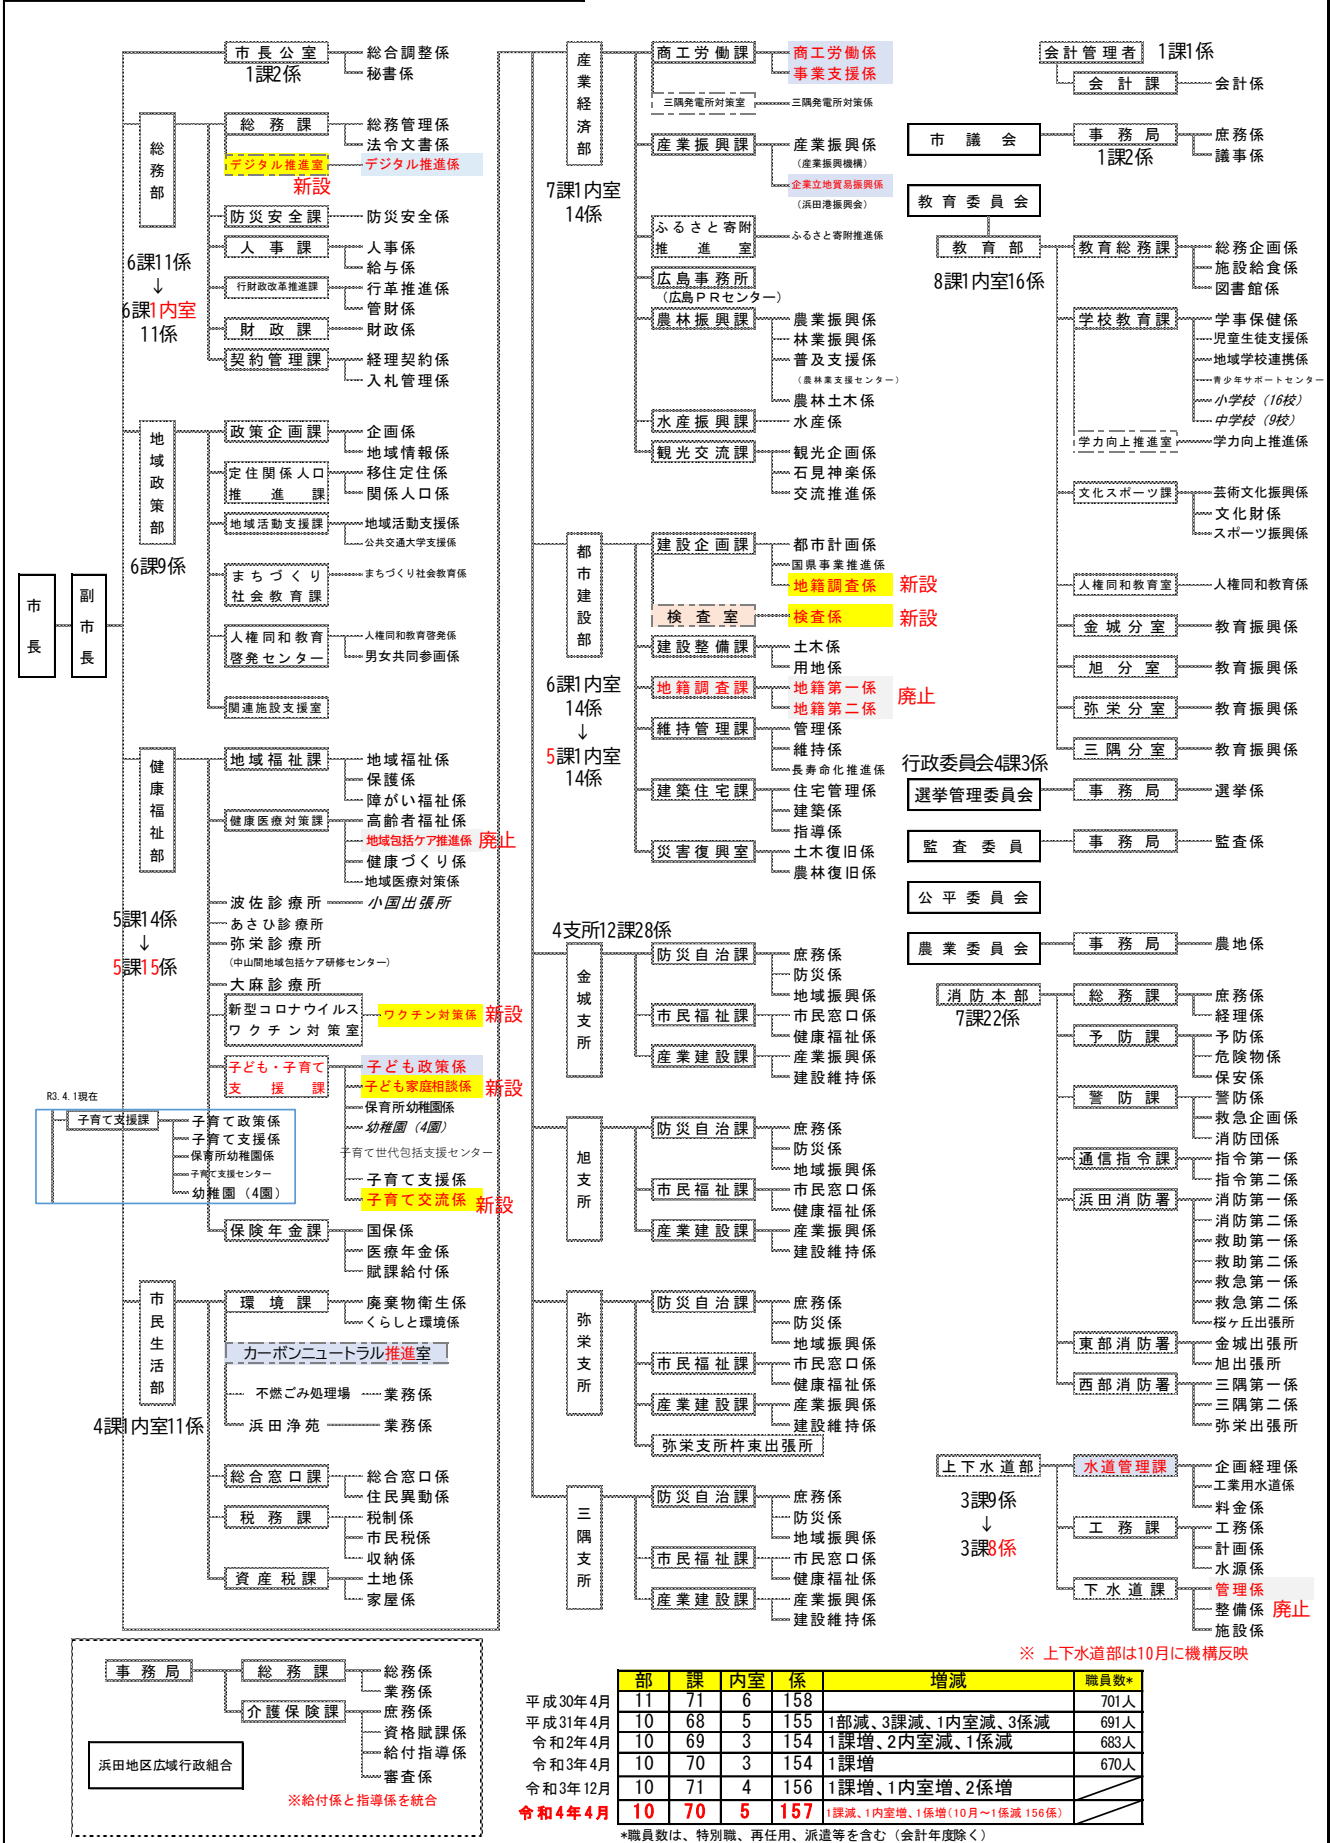 市長
副市長
市長公室
1課2係
総合調整係
秘書係
総務部
6課11係
↓
6課1内室
11係
総務課
総務管理係
法令文書係
デジタル推進室
デジタル推進係
新設
防災安全課
防災安全係
人事課
人事係
給与係
行財政改革推進課
行革推進係
管財係
財政課
財政係
契約管理課
経理契約係
入札管理係
地域政策部
6課9係
政策企画課
企画係
地域情報係
定住関係人口
推進課
移住定住係
関係人口係
地域活動支援課
地域活動支援係
公共交通大学支援係
まちづくり
社会教育課
まちづくり社会教育係
人権同和教育
啓発センター
人権同和教育啓発係
男女共同参画係
関連施設支援室
健康福祉部
5課14係
↓
5課15係
地域福祉課
地域福祉係
保護係
障がい福祉係
健康医療対策課
高齢者福祉係
地域包括ケア推進係
廃止
健康づくり係
地域医療対策係
波佐診療所
小国出張所
あさひ診療所
弥栄診療所
(中山間地域包括ケア研修センター)
大麻診療所
新型コロナウイルス
ワクチン対策室
ワクチン対策係
新設
子ども・子育て
支援課
子ども政策係
子ども家庭相談係
新設
保育所幼稚園係
幼稚園(4園)
子育て世代包括支援センター
子育て支援係
子育て交流係
新設
R3.4.1現在
子育て支援課
子育て政策係
子育て支援係
保育所幼稚園係
子育て支援センター
幼稚園(4園)
保険年金課
国保係
医療年金係
賦課給付係
市民生活部
4課1内室11係
環境課
廃棄物衛生係
くらしと環境係
カーボンニュートラル推進室
不燃ごみ処理場
業務係
浜田浄苑
業務係
総合窓口課
総合窓口係
住民異動係
税務課
税制係
市民税係
収納係
資産税課
土地係
家屋係
事務局
総務課
総務係
業務係
介護保険課
庶務係
資格賦課係
給付指導係
審査係
浜田地区広域行政組合
※給付係と指導係を統合
産業経済部
7課1内室
14係
商工労働課
商工労働係
事業支援係
三隅発電所対策室
三隅発電所対策係
産業振興課
産業振興係
(産業振興機構)
企業立地貿易振興係
(浜田港振興会)
ふるさと寄附
推進室
ふるさと寄附推進係
広島事務所
(広島PRセンター)
農林振興課
農業振興係
林業振興係
普及支援係
(農林業支援センター)
農林土木係
水産振興課
水産係
観光交流課
観光企画係
石見神楽係
交流推進係
都市建設部
6課1内室
14係
↓
5課1内室
14係
建設企画課
都市計画係
国県事業推進係
地籍調査係
新設
検査室
検査係
新設
建設整備課
土木係
用地係
地籍調査課
地籍第一係
地籍第二係
廃止
維持管理課
管理係
維持係
長寿命化推進係
建築住宅課
住宅管理係
建築係
指導係
災害復興室
土木復旧係
農林復旧係
4支所12課28係
金城支所
防災自治課
庶務係
防災係
地域振興係
市民福祉課
市民窓口係
健康福祉係
産業建設課
産業振興係
建設維持係
旭支所
防災自治課
庶務係
防災係
地域振興係
市民福祉課
市民窓口係
健康福祉係
産業建設課
産業振興係
建設維持係
弥栄支所
防災自治課
庶務係
防災係
地域振興係
市民福祉課
市民窓口係
健康福祉係
産業建設課
産業振興係
建設維持係
弥栄支所杵束出張所
三隅支所
防災自治課
庶務係
防災係
地域振興係
市民福祉課
市民窓口係
健康福祉係
産業建設課
産業振興係
建設維持係
会計管理者
1課1係
会計課
会計係
市議会
事務局
1課2係
庶務係
議事係
教育委員会
教育部
8課1内室16係
教育総務課
総務企画係
施設給食係
図書館係
学校教育課
学事保健係
児童生徒支援係
地域学校連携係
青少年サポートセンター
小学校(16校)
中学校(9校)
学力向上推進室
学力向上推進係
文化スポーツ課
芸術文化振興係
文化財係
スポーツ振興係
人権同和教育室
人権同和教育係
金城分室
教育振興係
旭分室
教育振興係
弥栄分室
教育振興係
三隅分室
教育振興係
行政委員会4課3係
選挙管理委員会
事務局
選挙係
監査委員
事務局
監査係
公平委員会
農業委員会
事務局
農地係
消防本部
7課22係
総務課
庶務係
経理係
予防課
予防係
危険物係
保安係
警防課
警防係
救急企画係
消防団係
通信指令課
指令第一係
指令第二係
浜田消防署
消防第一係
消防第二係
救助第一係
救助第二係
救急第一係
救急第二係
桜ヶ丘出張所
東部消防署
金城出張所
旭出張所
西部消防署
三隅第一係
三隅第二係
弥栄出張所
上下水道部
3課9係
↓
3課8係
水道管理課
企画経理係
工業用水道係
料金係
工務課
工務係
計画係
水源係
下水道課
管理係
整備係
廃止
施設係
※ 上下水道部は10月に機構反映
部 課 内室 係 増減 職員数*
平成30年4月 11 71 6 158 701人
平成31年4月 10 68 5 155 1部減、3課減、1内室減、3係減 691人
令和2年4月 10 69 3 154 1課増、2内室減、1係減 683人
令和3年4月 10 70 3 154 1課増 670人
令和3年12月 10 71 4 156 1課増、1内室増、2係増
令和4年4月 10 70 5 157 1課減、1内室増、1係増(10月～1係減 156係)
*職員数は、特別職、再任用、派遣等を含む(会計年度除く)